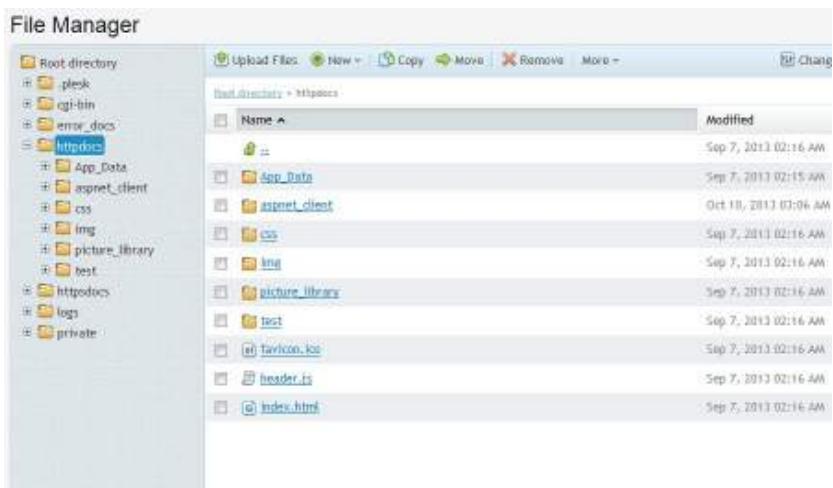 File Manager
Root directory
.plesk
cgi-bin
error_docs
httpdocs
App_Data
aspnet_client
css
img
picture_library
test
httpsdocs
logs
private
Upload Files New Copy Move Remove More Chang
Root directory > httpdocs
Name Modified
.. Sep 7, 2013 02:16 AM
App_Data Sep 7, 2013 02:15 AM
aspnet_client Oct 10, 2013 03:06 AM
css Sep 7, 2013 02:16 AM
img Sep 7, 2013 02:16 AM
picture_library Sep 7, 2013 02:16 AM
test Sep 7, 2013 02:16 AM
favicon.ico Sep 7, 2013 02:16 AM
header.js Sep 7, 2013 02:16 AM
index.html Sep 7, 2013 02:16 AM